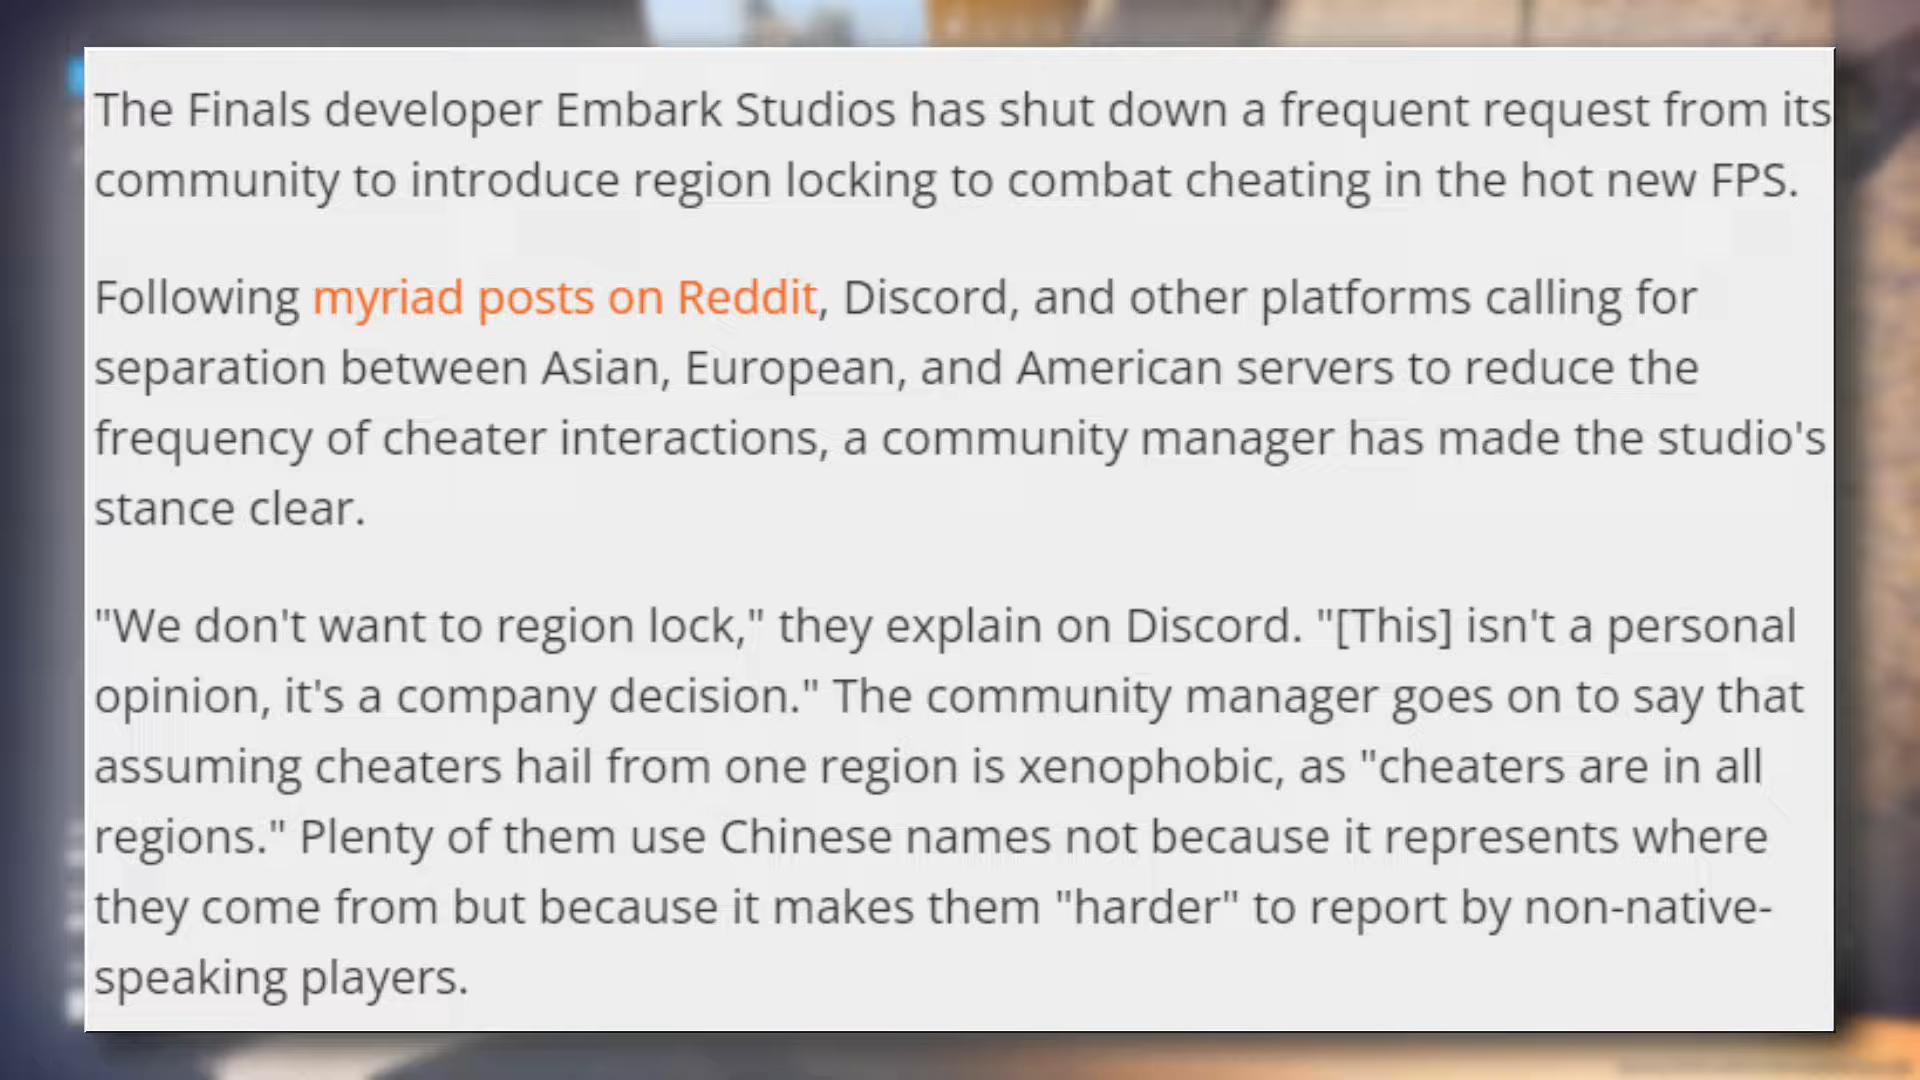 The Finals developer Embark Studios has shut down a frequent request from its
community to introduce region locking to combat cheating in the hot new FPS.
Following myriad posts on Reddit, Discord, and other platforms calling for
separation between Asian, European, and American servers to reduce the
frequency of cheater interactions, a community manager has made the studio's
stance clear.
"We don't want to region lock," they explain on Discord. "[This] isn't a personal
opinion, it's a company decision." The community manager goes on to say that
assuming cheaters hail from one region is xenophobic, as "cheaters are in all
regions." Plenty of them use Chinese names not because it represents where
they come from but because it makes them "harder" to report by non-native-
speaking players.